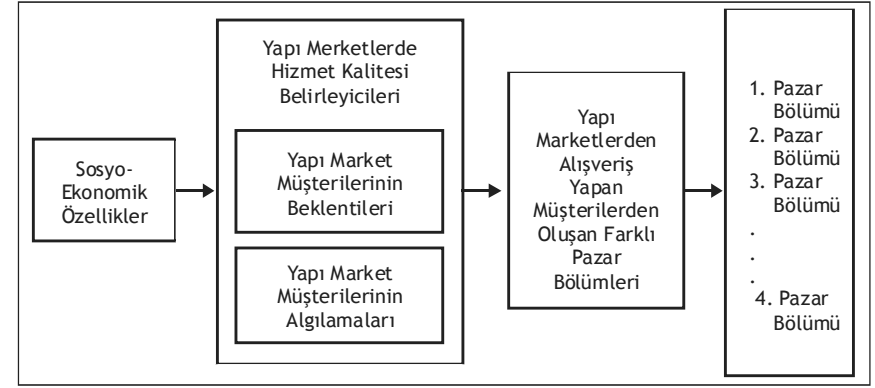 Sosyo-
Ekonomik
Özellikler
Yapı Merketlerde
Hizmet Kalitesi
Belirleyicileri
Yapı Market
Müşterilerinin
Beklentileri
Yapı Market
Müşterilerinin
Algılamaları
Yapı
Marketlerden
Alışveriş
Yapan
Müşterilerden
Oluşan Farklı
Pazar
Bölümleri
1. Pazar
Bölümü
2. Pazar
Bölümü
3. Pazar
Bölümü
.
.
.
4. Pazar
Bölümü